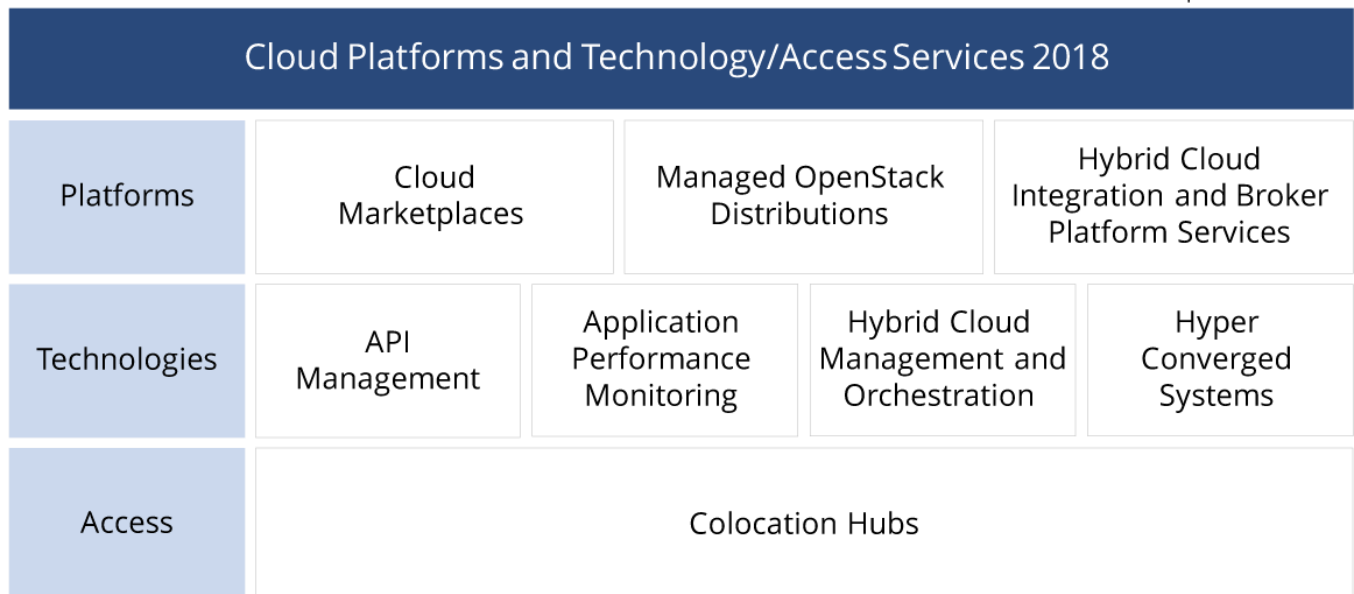 Cloud Platforms and Technology/Access Services 2018
Platforms
Cloud
Marketplaces
Managed OpenStack
Distributions
Hybrid Cloud
Integration and Broker
Platform Services
Technologies
API
Management
Application
Performance
Monitoring
Hybrid Cloud
Management and
Orchestration
Hyper
Converged
Systems
Access
Colocation Hubs